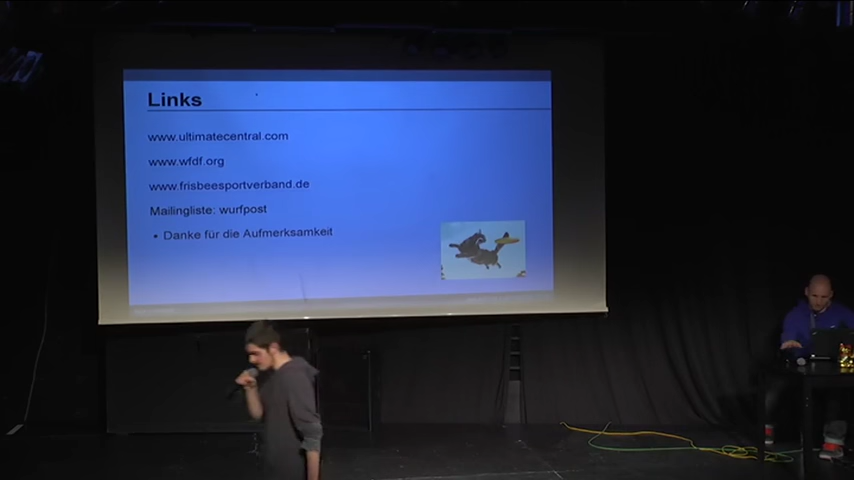 Links
www.ultimatecentral.com
www.wfdf.org
www.frisbeesportverband.de
Mailingliste: wurfpost
• Danke für die Aufmerksamkeit